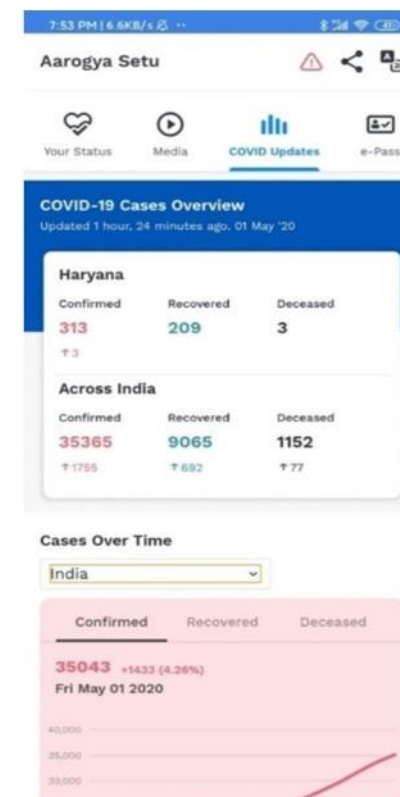 7:53 PM | 6.6KB/s
Aarogya Setu
Your Status Media COVID Updates e-Pass
COVID-19 Cases Overview
Updated 1 hour, 24 minutes ago. 01 May '20
Haryana
Confirmed Recovered Deceased
313 209 3
↑3
Across India
Confirmed Recovered Deceased
35365 9065 1152
↑1755 ↑692 ↑77
Cases Over Time
India
Confirmed Recovered Deceased
35043 +1433 (4.26%)
Fri May 01 2020
40,000
35,000
30,000